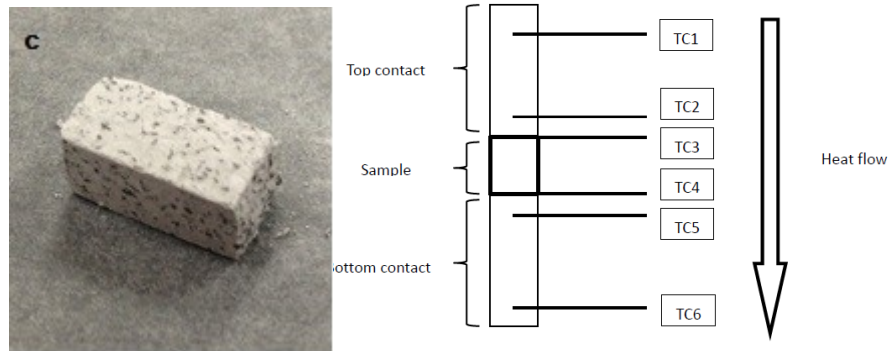 c
TC1
Top contact
TC2
TC3
Sample
TC4
Heat flow
TC5
ottom contact
TC6